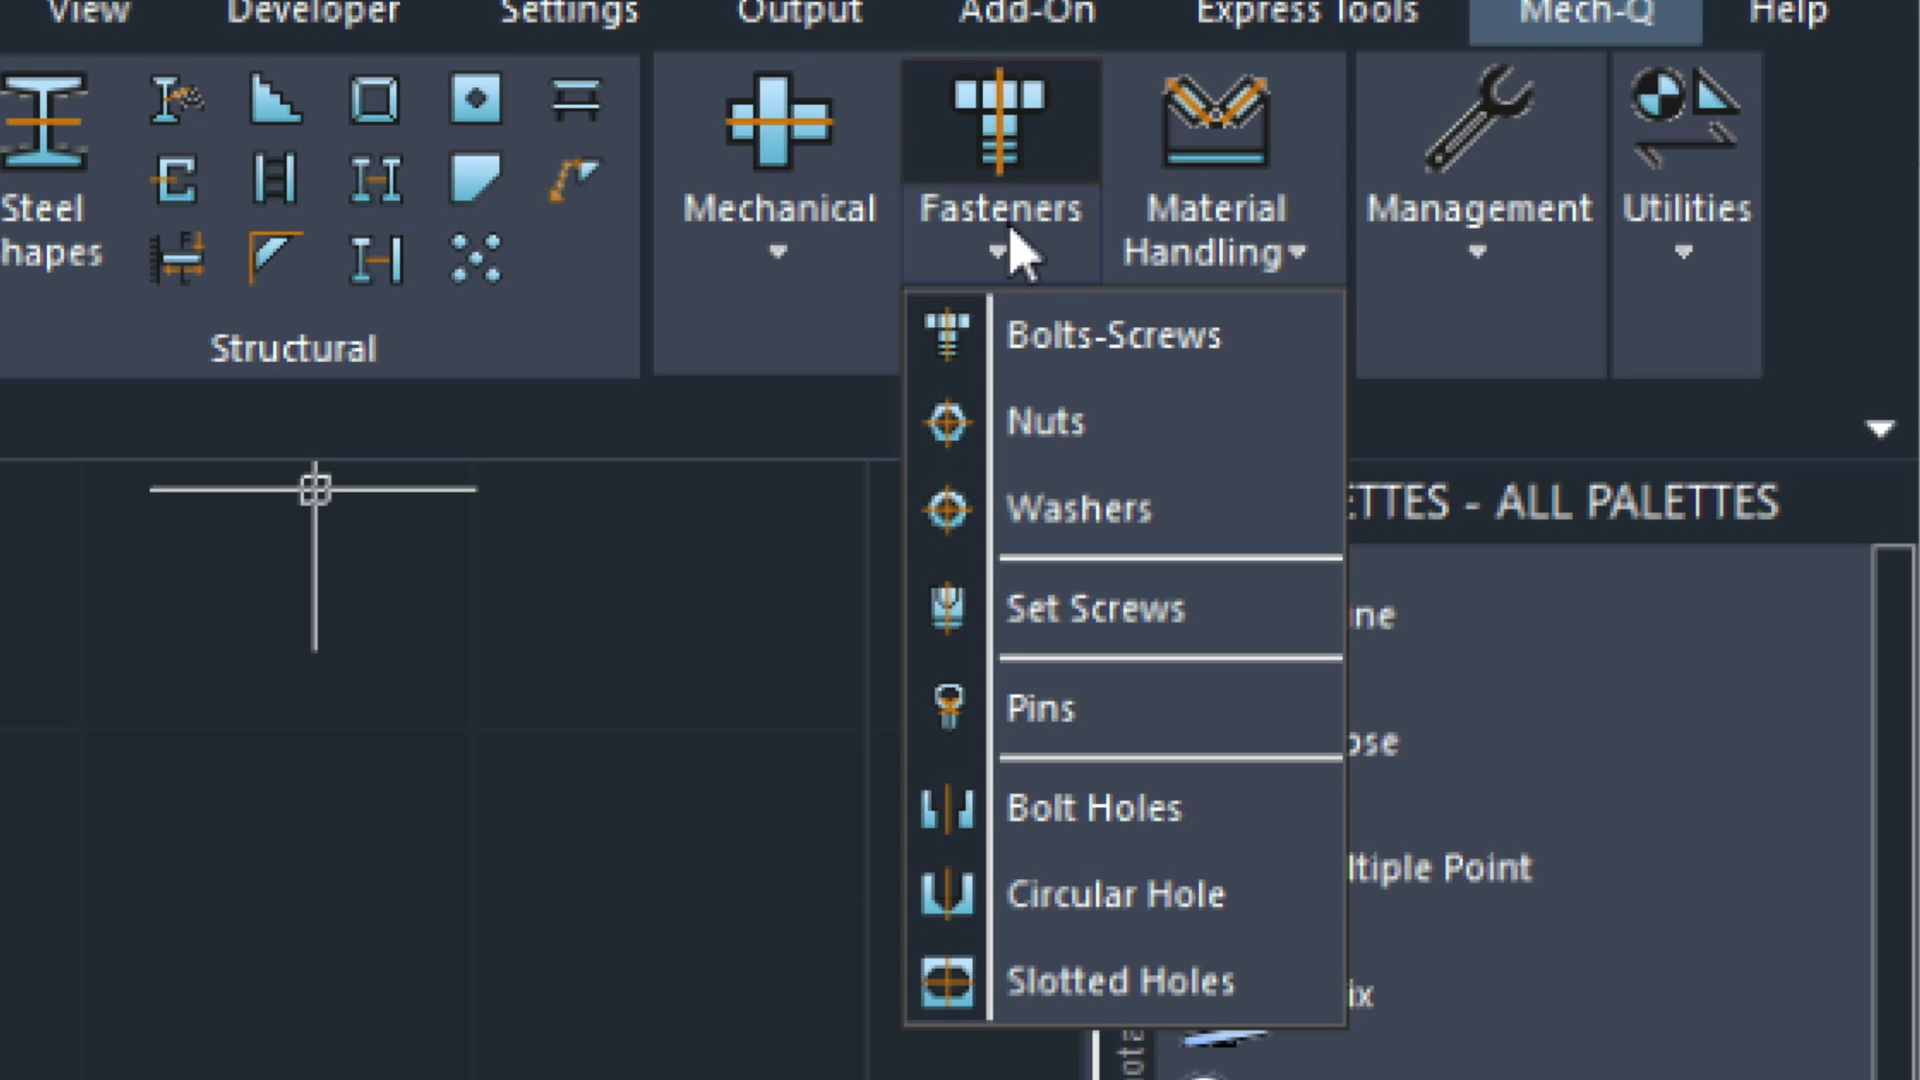 View Developer Settings Output Add-On Express Tools Mech-Q Help
Steel
hapes
Structural
Mechanical
Fasteners
Material
Handling
Management
Utilities
Bolts-Screws
Nuts
Washers
Set Screws
Pins
Bolt Holes
Circular Hole
Slotted Holes
ETTES - ALL PALETTES
ne
ose
ltiple Point
ix
ota